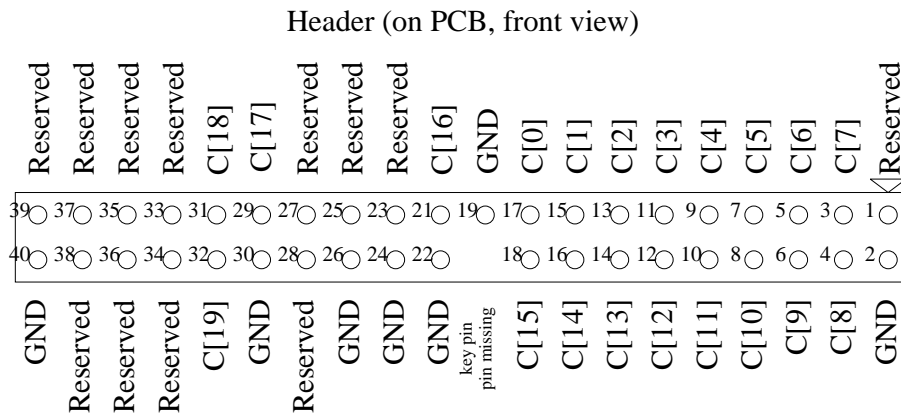 Header (on PCB, front view)
Reserved Reserved Reserved Reserved C[18] C[17] Reserved Reserved Reserved C[16] GND C[0] C[1] C[2] C[3] C[4] C[5] C[6] C[7] Reserved
39 37 35 33 31 29 27 25 23 21 19 17 15 13 11 9 7 5 3 1
40 38 36 34 32 30 28 26 24 22 18 16 14 12 10 8 6 4 2
GND Reserved Reserved Reserved C[19] GND Reserved GND GND GND key pin pin missing C[15] C[14] C[13] C[12] C[11] C[10] C[9] C[8] GND